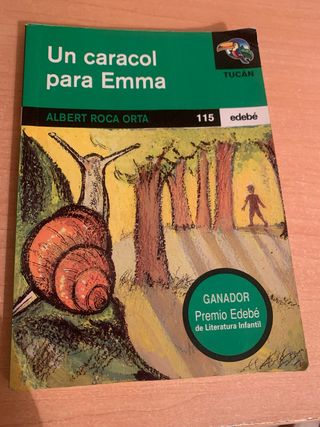 Un caracol
para Emma
TUCÁN
ALBERT ROCA ORTA
115
edebé
GANADOR
Premio Edebé
de Literatura Infantil